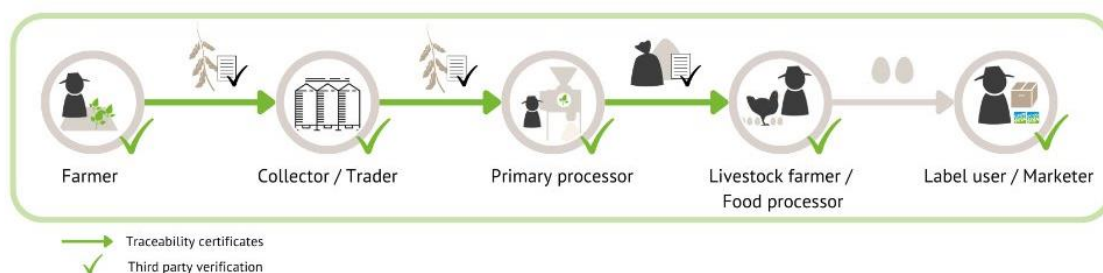 Farmer
Collector / Trader
Primary processor
Livestock farmer /
Food processor
Label user / Marketer
Traceability certificates
Third party verification